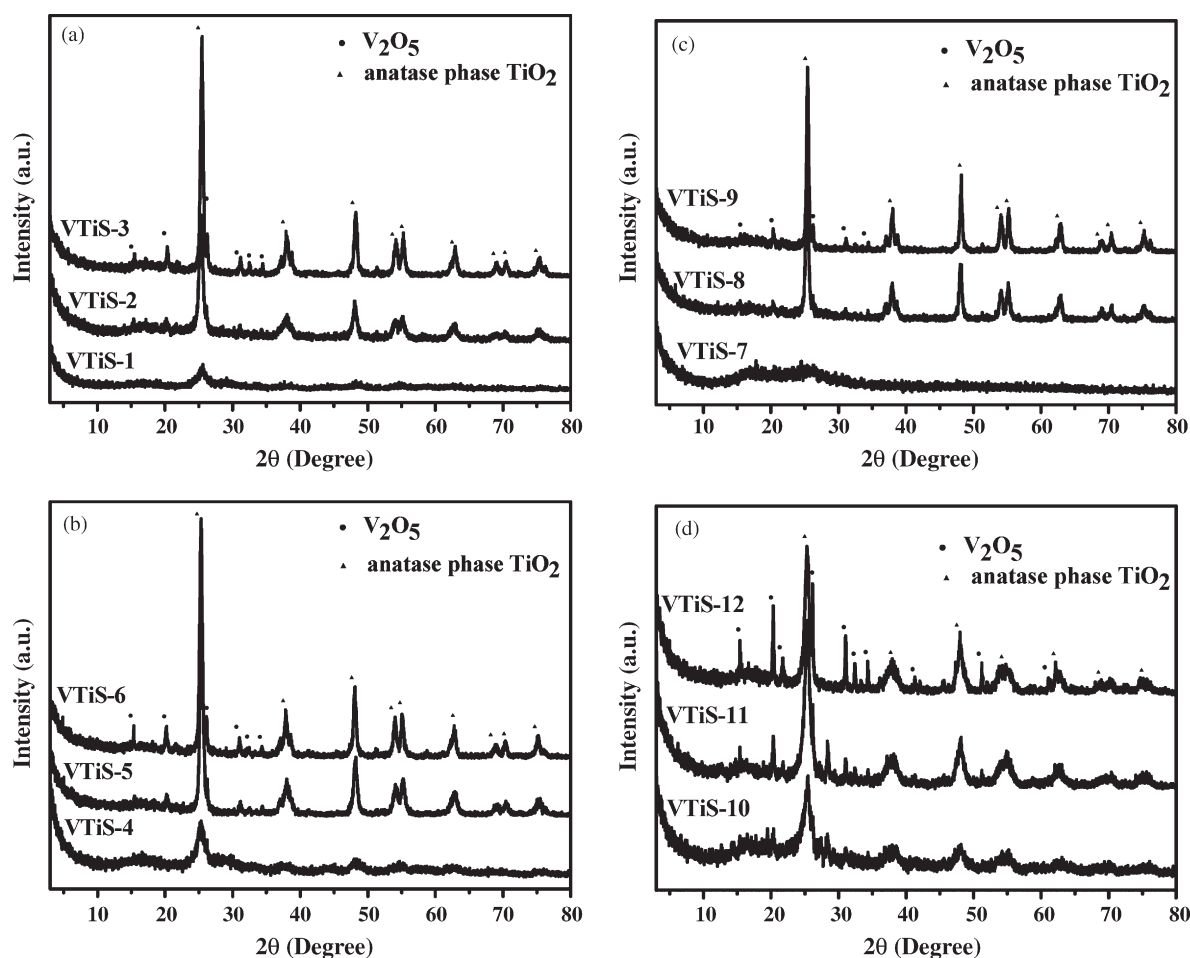 (a)
• V2O5
▲ anatase phase TiO2
VTiS-3
VTiS-2
VTiS-1
Intensity (a.u.)
10 20 30 40 50 60 70 80
2θ (Degree)
(c)
• V2O5
▲ anatase phase TiO2
VTiS-9
VTiS-8
VTiS-7
Intensity (a.u.)
10 20 30 40 50 60 70 80
2θ (Degree)
(b)
• V2O5
▲ anatase phase TiO2
VTiS-6
VTiS-5
VTiS-4
Intensity (a.u.)
10 20 30 40 50 60 70 80
2θ (Degree)
(d)
• V2O5
▲ anatase phase TiO2
VTiS-12
VTiS-11
VTiS-10
Intensity (a.u.)
10 20 30 40 50 60 70 80
2θ (Degree)